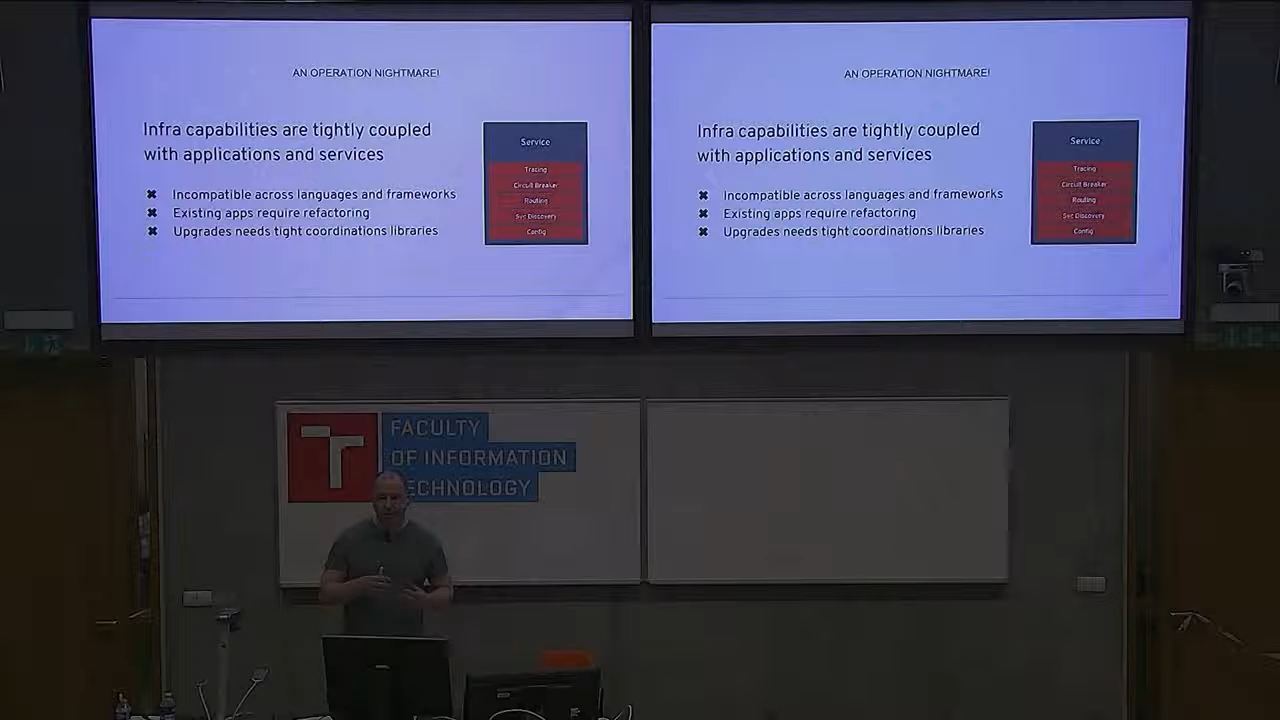 AN OPERATION NIGHTMARE!
Infra capabilities are tightly coupled
with applications and services
✖ Incompatible across languages and frameworks
✖ Existing apps require refactoring
✖ Upgrades needs tight coordinations libraries
Service
Tracing
Circuit Breaker
Routing
Svc Discovery
Config
AN OPERATION NIGHTMARE!
Infra capabilities are tightly coupled
with applications and services
✖ Incompatible across languages and frameworks
✖ Existing apps require refactoring
✖ Upgrades needs tight coordinations libraries
Service
Tracing
Circuit Breaker
Routing
Svc Discovery
Config
T
FACULTY
OF INFORMATION
ECHNOLOGY